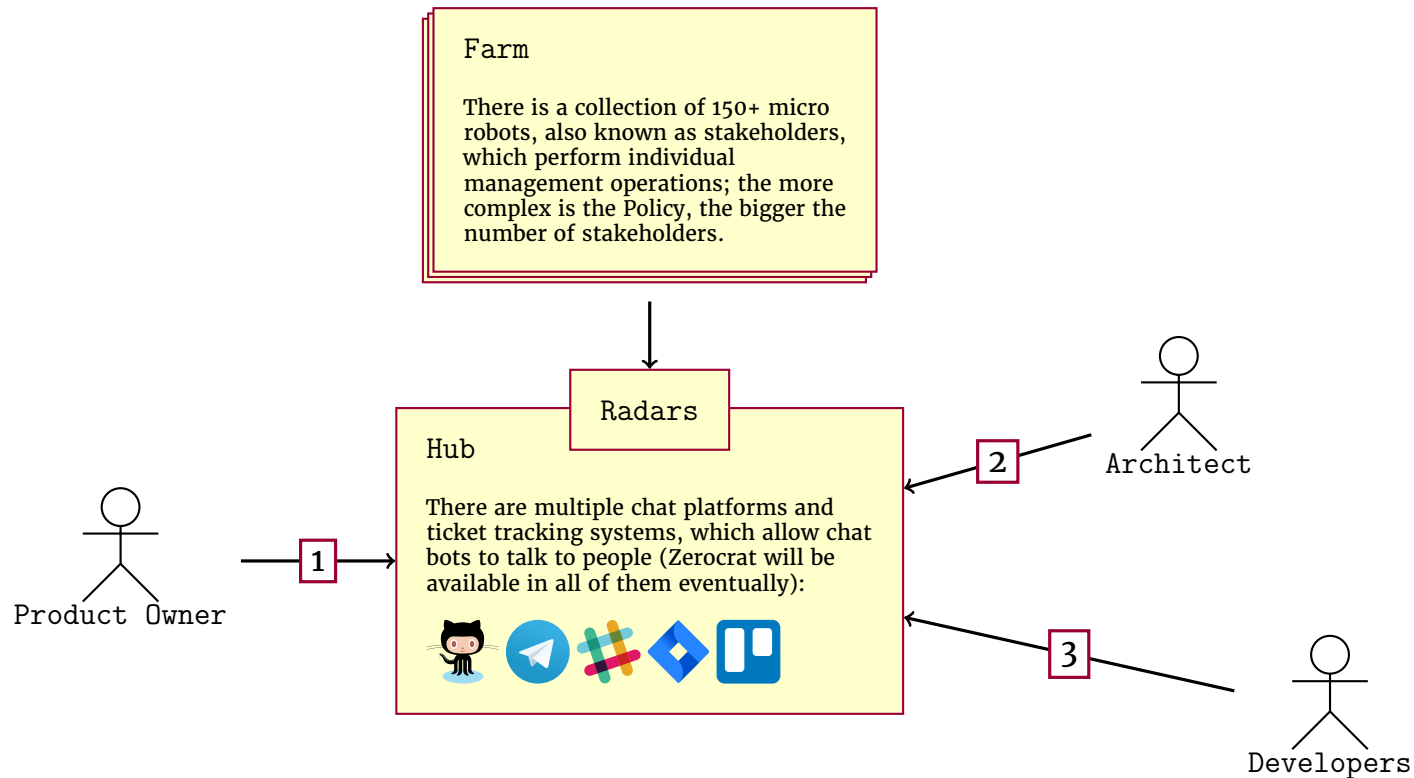 Farm
There is a collection of 150+ micro
robots, also known as stakeholders,
which perform individual
management operations; the more
complex is the Policy, the bigger the
number of stakeholders.
Radars
Hub
There are multiple chat platforms and
ticket tracking systems, which allow chat
bots to talk to people (Zerocrat will be
available in all of them eventually):
1
Product Owner
2
Architect
3
Developers